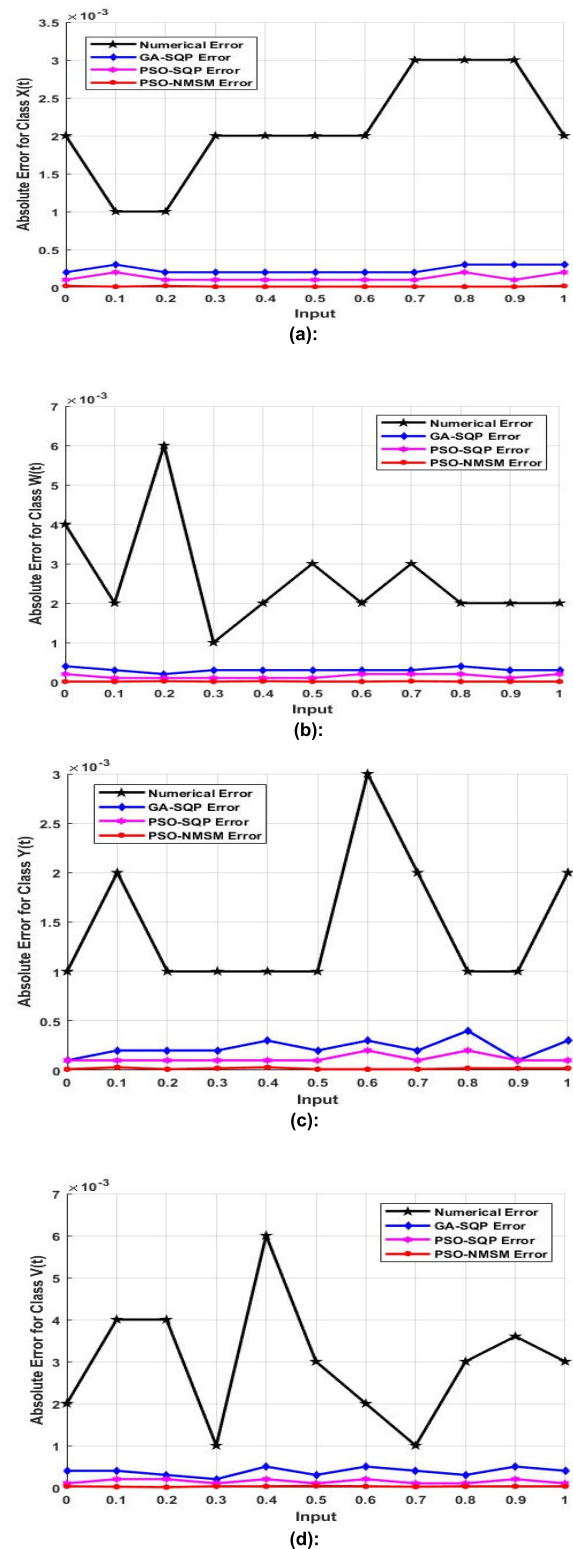 ×10⁻³
3.5
3
2.5
2
1.5
1
0.5
0
Absolute Error for Class X(t)
Numerical Error
GA-SQP Error
PSO-SQP Error
PSO-NMSM Error
0 0.1 0.2 0.3 0.4 0.5 0.6 0.7 0.8 0.9 1
Input
(a):
×10⁻³
7
6
5
4
3
2
1
0
Absolute Error for Class W(t)
Numerical Error
GA-SQP Error
PSO-SQP Error
PSO-NMSM Error
0 0.1 0.2 0.3 0.4 0.5 0.6 0.7 0.8 0.9 1
Input
(b):
×10⁻³
3
2.5
2
1.5
1
0.5
0
Absolute Error for Class Y(t)
Numerical Error
GA-SQP Error
PSO-SQP Error
PSO-NMSM Error
0 0.1 0.2 0.3 0.4 0.5 0.6 0.7 0.8 0.9 1
Input
(c):
×10⁻³
7
6
5
4
3
2
1
0
Absolute Error for Class V(t)
Numerical Error
GA-SQP Error
PSO-SQP Error
PSO-NMSM Error
0 0.1 0.2 0.3 0.4 0.5 0.6 0.7 0.8 0.9 1
Input
(d):